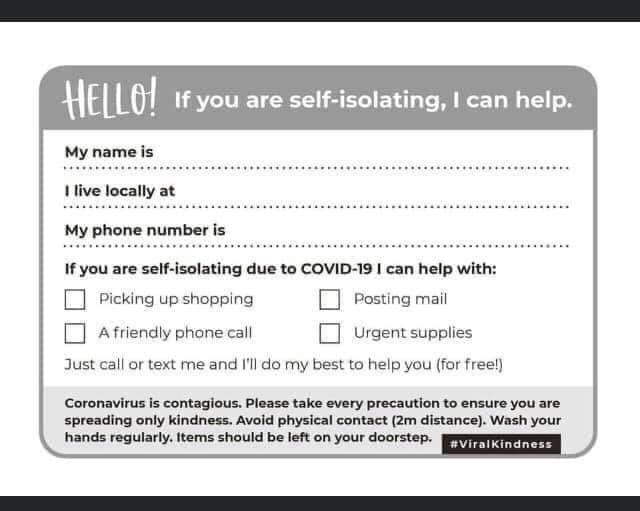 HELLO! If you are self-isolating, I can help.
My name is
I live locally at
My phone number is
If you are self-isolating due to COVID-19 I can help with:
Picking up shopping Posting mail
A friendly phone call Urgent supplies
Just call or text me and I'll do my best to help you (for free!)
Coronavirus is contagious. Please take every precaution to ensure you are
spreading only kindness. Avoid physical contact (2m distance). Wash your
hands regularly. Items should be left on your doorstep. #ViralKindness